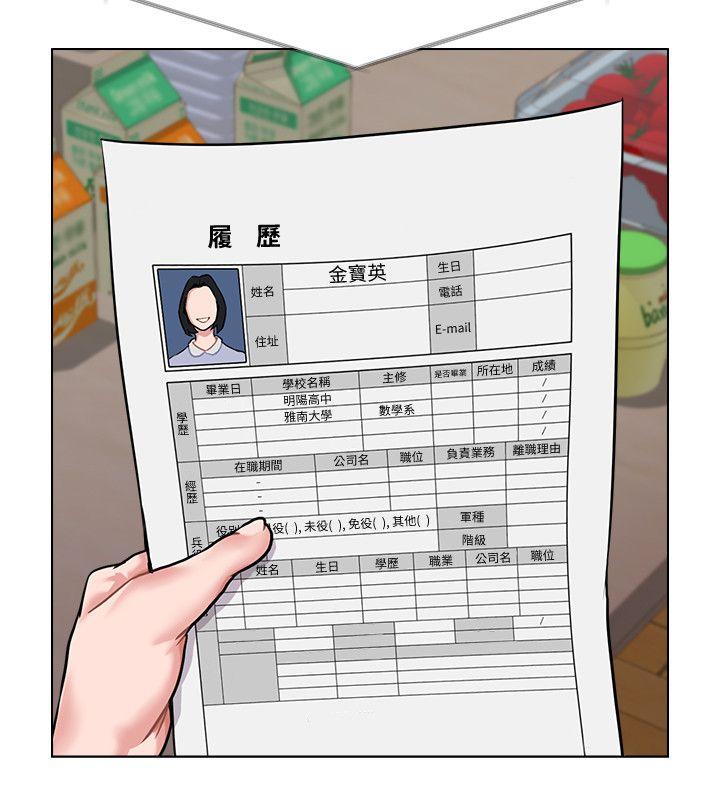 履 歷
金寶英
姓名
生日
電話
住址
E-mail
畢業日 學校名稱 主修 是否畢業 所在地 成績
明陽高中 /
雅南大學 數學系 /
/
/
學歷
在職期間 公司名 職位 負責業務 離職理由
-
-
-
經歷
役別 役( ), 未役( ), 免役( ), 其他( ) 軍種
階級
兵
姓名 生日 學歷 職業 公司名 職位
/